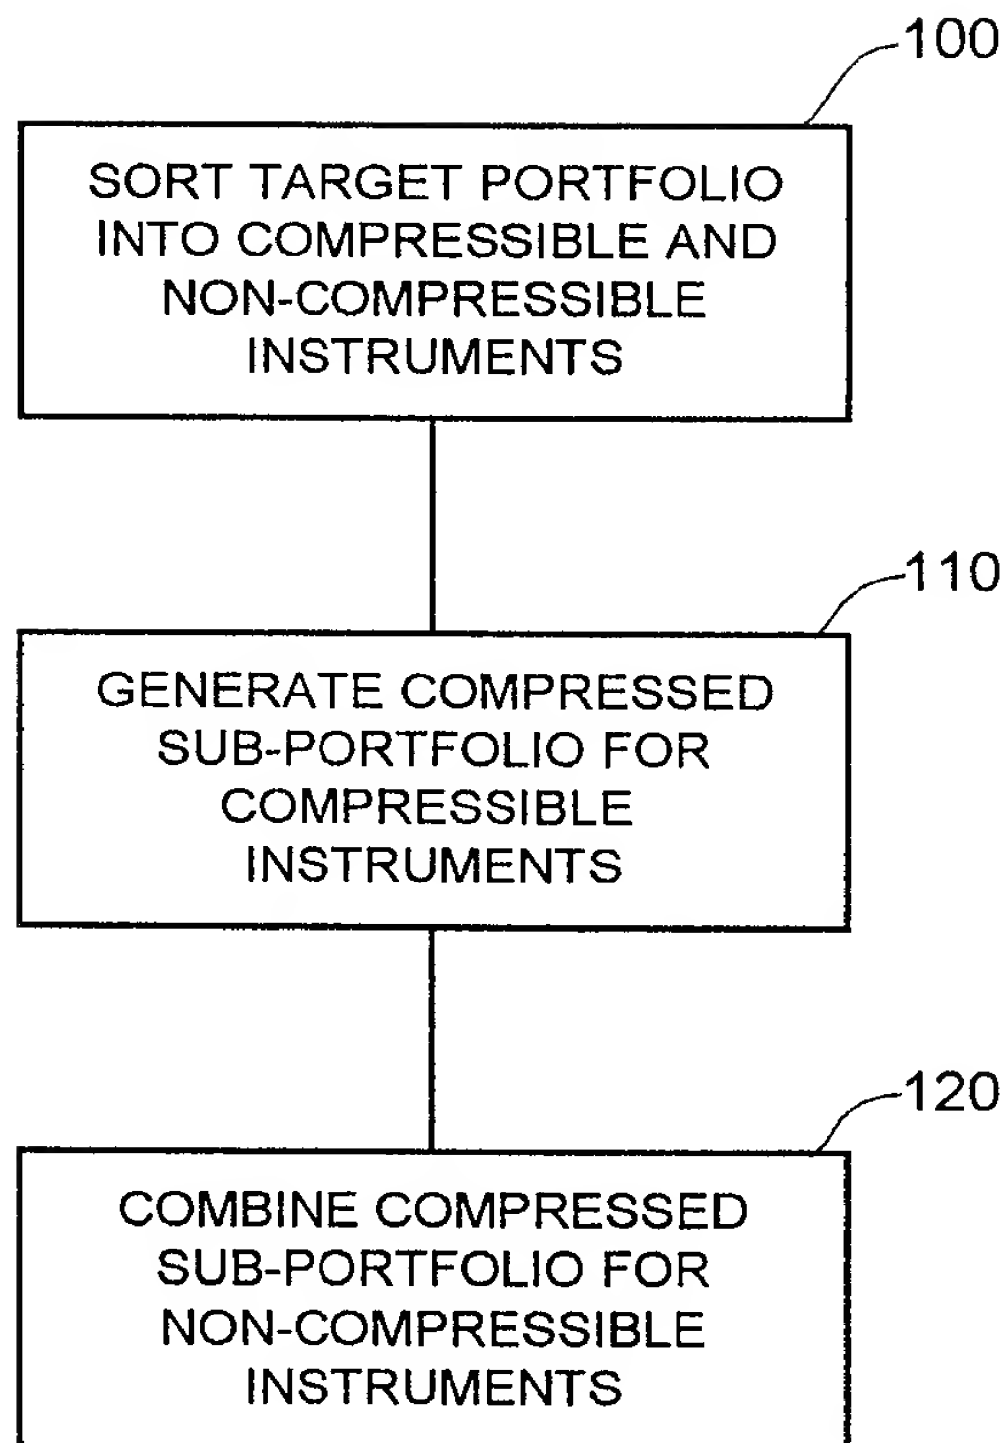 100
SORT TARGET PORTFOLIO
INTO COMPRESSIBLE AND
NON-COMPRESSIBLE
INSTRUMENTS
110
GENERATE COMPRESSED
SUB-PORTFOLIO FOR
COMPRESSIBLE
INSTRUMENTS
120
COMBINE COMPRESSED
SUB-PORTFOLIO FOR
NON-COMPRESSIBLE
INSTRUMENTS